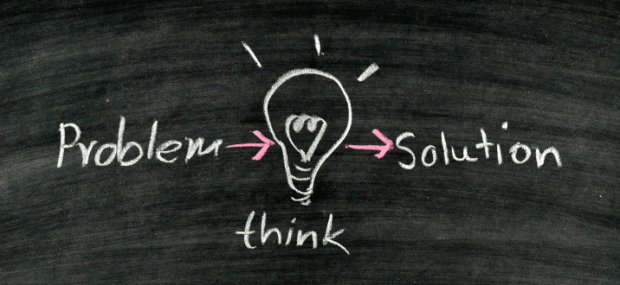 Problem → → Solution
think